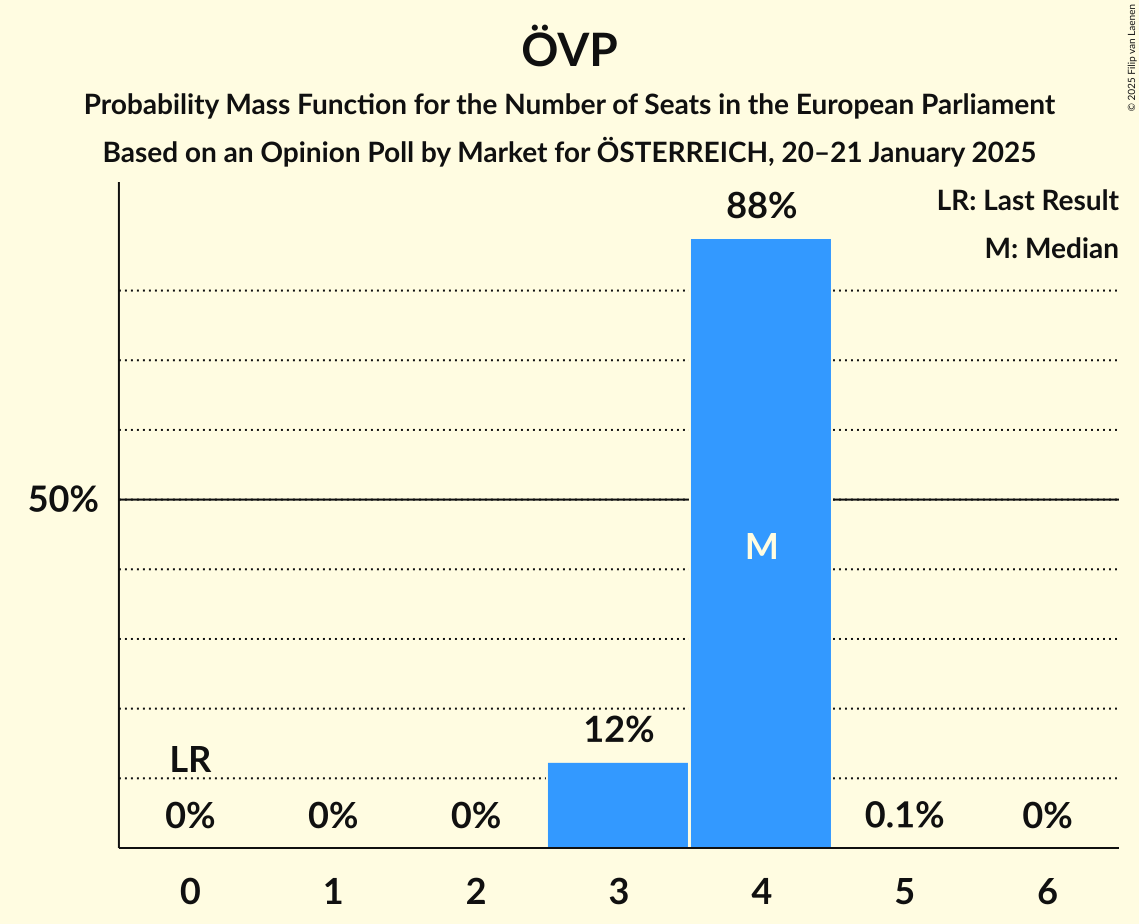 ÖVP
Probability Mass Function for the Number of Seats in the European Parliament
Based on an Opinion Poll by Market for ÖSTERREICH, 20–21 January 2025
© 2025 Filip van Laenen
LR: Last Result
M: Median
88%
50%
M
12%
LR
0%
0%
0%
0.1%
0%
0
1
2
3
4
5
6